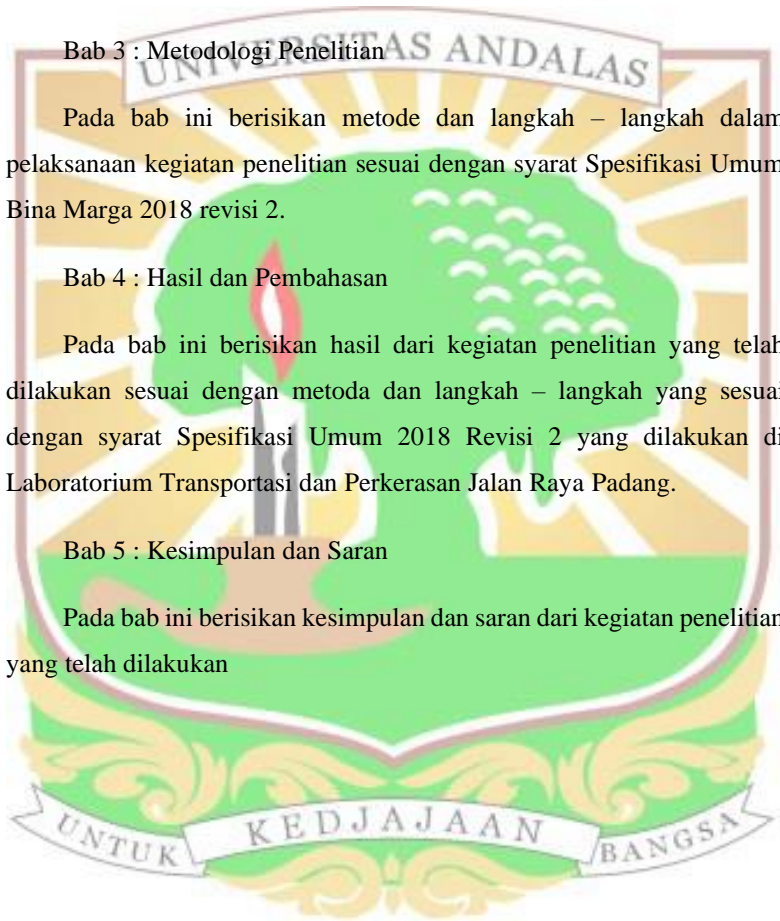 UNIVERSITAS ANDALAS
Bab 3 : Metodologi Penelitian
Pada bab ini berisikan metode dan langkah – langkah dalam
pelaksanaan kegiatan penelitian sesuai dengan syarat Spesifikasi Umum
Bina Marga 2018 revisi 2.
Bab 4 : Hasil dan Pembahasan
Pada bab ini berisikan hasil dari kegiatan penelitian yang telah
dilakukan sesuai dengan metoda dan langkah – langkah yang sesuai
dengan syarat Spesifikasi Umum 2018 Revisi 2 yang dilakukan di
Laboratorium Transportasi dan Perkerasan Jalan Raya Padang.
Bab 5 : Kesimpulan dan Saran
Pada bab ini berisikan kesimpulan dan saran dari kegiatan penelitian
yang telah dilakukan
UNTUK KEDJAJAAN BANGSA